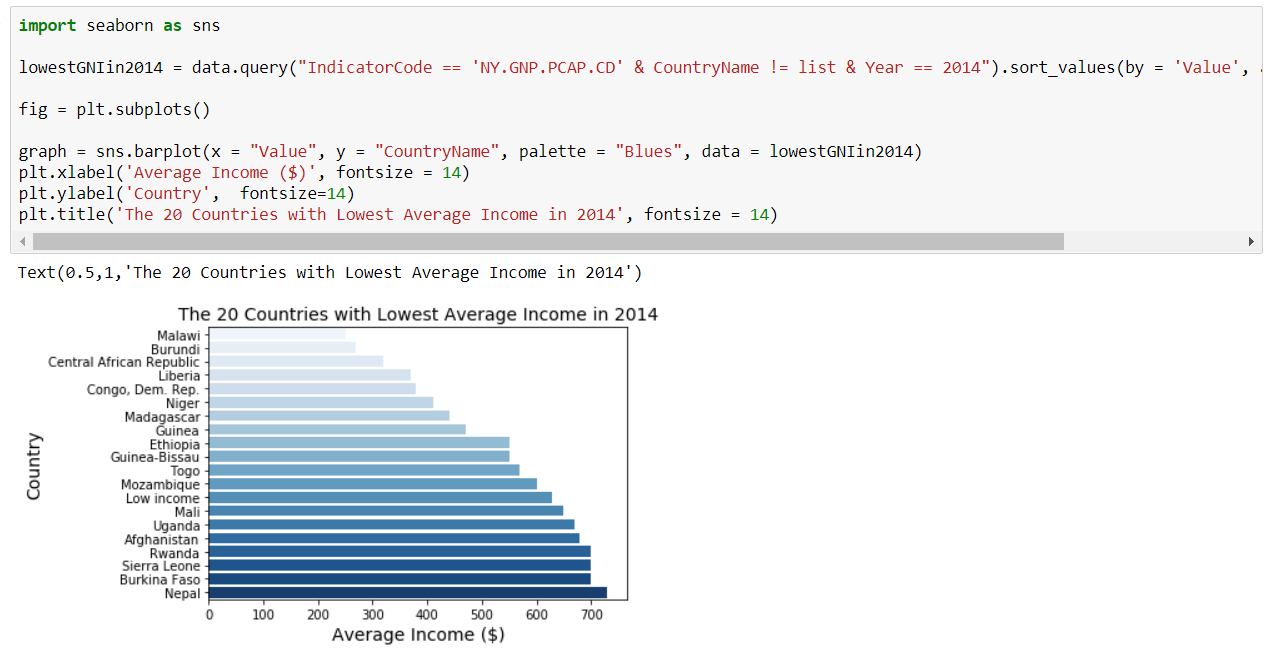 import seaborn as sns
lowestGNIin2014 = data.query("IndicatorCode == 'NY.GNP.PCAP.CD' & CountryName != list & Year == 2014").sort_values(by = 'Value',
fig = plt.subplots()
graph = sns.barplot(x = "Value", y = "CountryName", palette = "Blues", data = lowestGNIin2014)
plt.xlabel('Average Income ($)', fontsize = 14)
plt.ylabel('Country',  fontsize=14)
plt.title('The 20 Countries with Lowest Average Income in 2014', fontsize = 14)
Text(0.5,1,'The 20 Countries with Lowest Average Income in 2014')
The 20 Countries with Lowest Average Income in 2014
Malawi
Burundi
Central African Republic
Liberia
Congo, Dem. Rep.
Niger
Madagascar
Guinea
Ethiopia
Guinea-Bissau
Togo
Mozambique
Low income
Mali
Uganda
Afghanistan
Rwanda
Sierra Leone
Burkina Faso
Nepal
Country
0 100 200 300 400 500 600 700
Average Income ($)